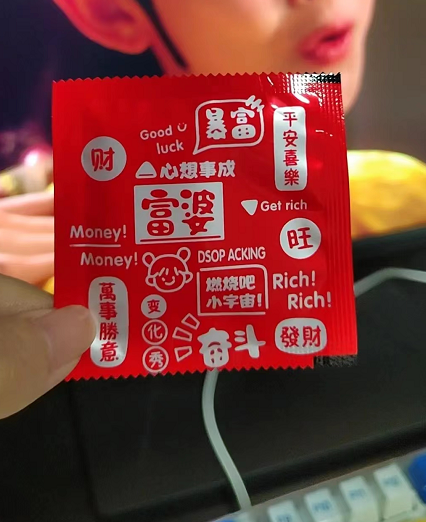 Good
luck
暴富
平安喜樂
财
心想事成
富婆
Get rich
Money!
Money!
旺
DSOP ACKING
燃烧吧
小宇宙!
Rich!
Rich!
萬事勝意
变化秀
奋斗
發財